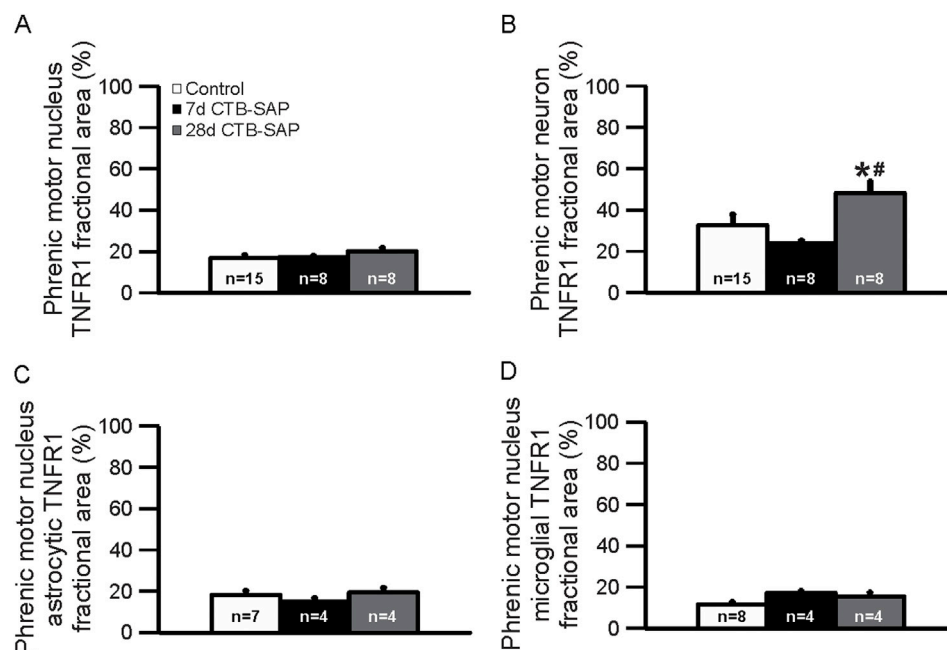 A
Phrenic motor nucleus
TNFR1 fractional area (%)
100
80
60
40
20
0
Control
7d CTB-SAP
28d CTB-SAP
n=15
n=8
n=8
B
Phrenic motor neuron
TNFR1 fractional area (%)
100
80
60
40
20
0
*#
n=15
n=8
n=8
C
Phrenic motor nucleus
astrocytic TNFR1
fractional area (%)
100
80
60
40
20
0
n=7
n=4
n=4
D
Phrenic motor nucleus
microglial TNFR1
fractional area (%)
100
80
60
40
20
0
n=8
n=4
n=4